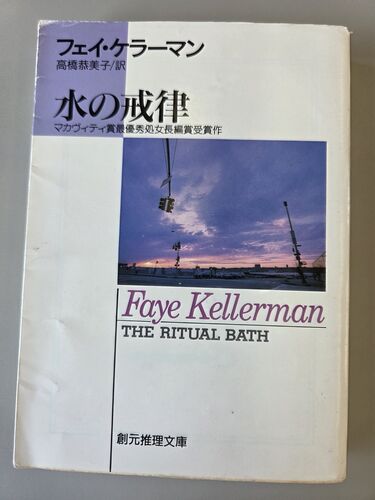 フェイ・ケラーマン
高橋恭美子/訳
水の戒律
マカヴィティ賞最優秀処女長編賞受賞作
Faye Kellerman
THE RITUAL BATH
創元推理文庫